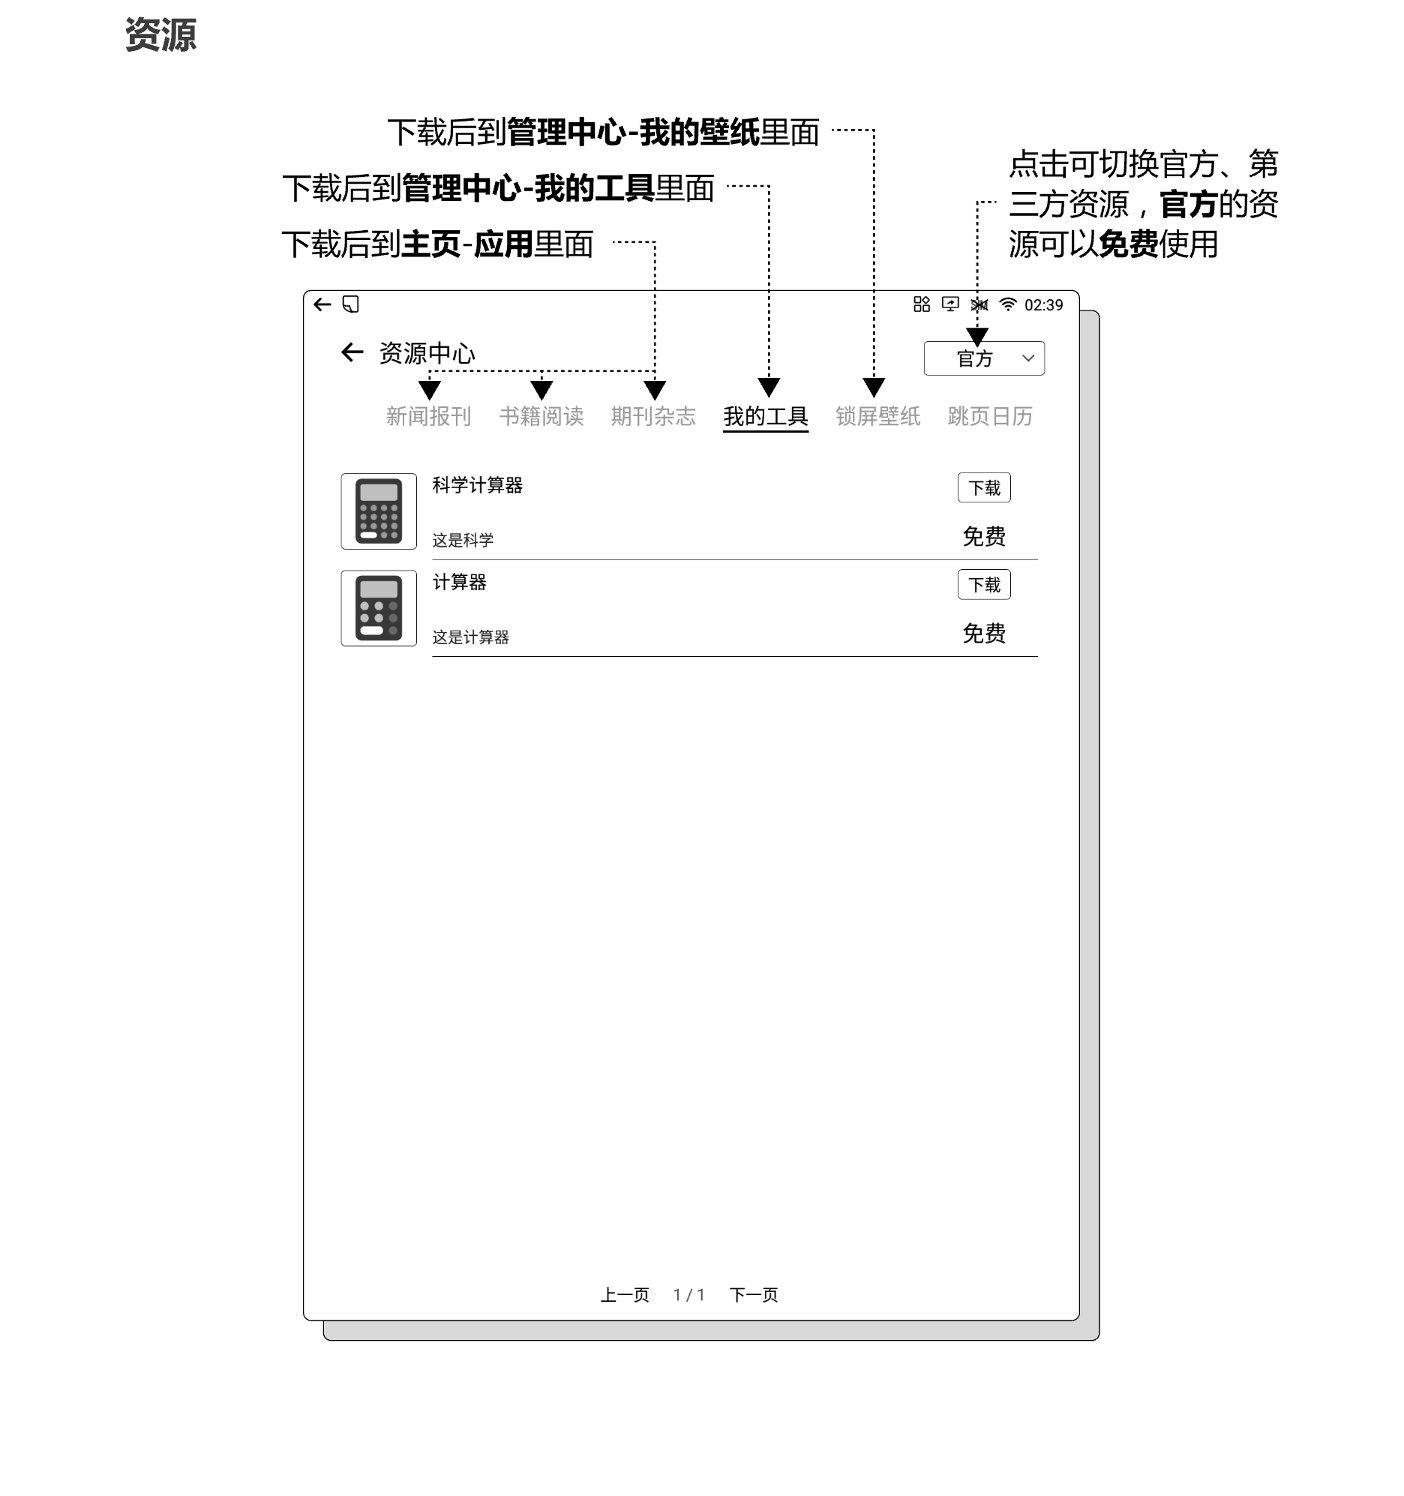 资源
下载后到管理中心-我的壁纸里面
下载后到管理中心-我的工具里面
下载后到主页-应用里面
点击可切换官方、第
三方资源，官方的资
源可以免费使用
02:39
资源中心
官方
新闻报刊 书籍阅读 期刊杂志 我的工具 锁屏壁纸 跳页日历
科学计算器
下载
这是科学
免费
计算器
下载
这是计算器
免费
上一页 1 / 1 下一页